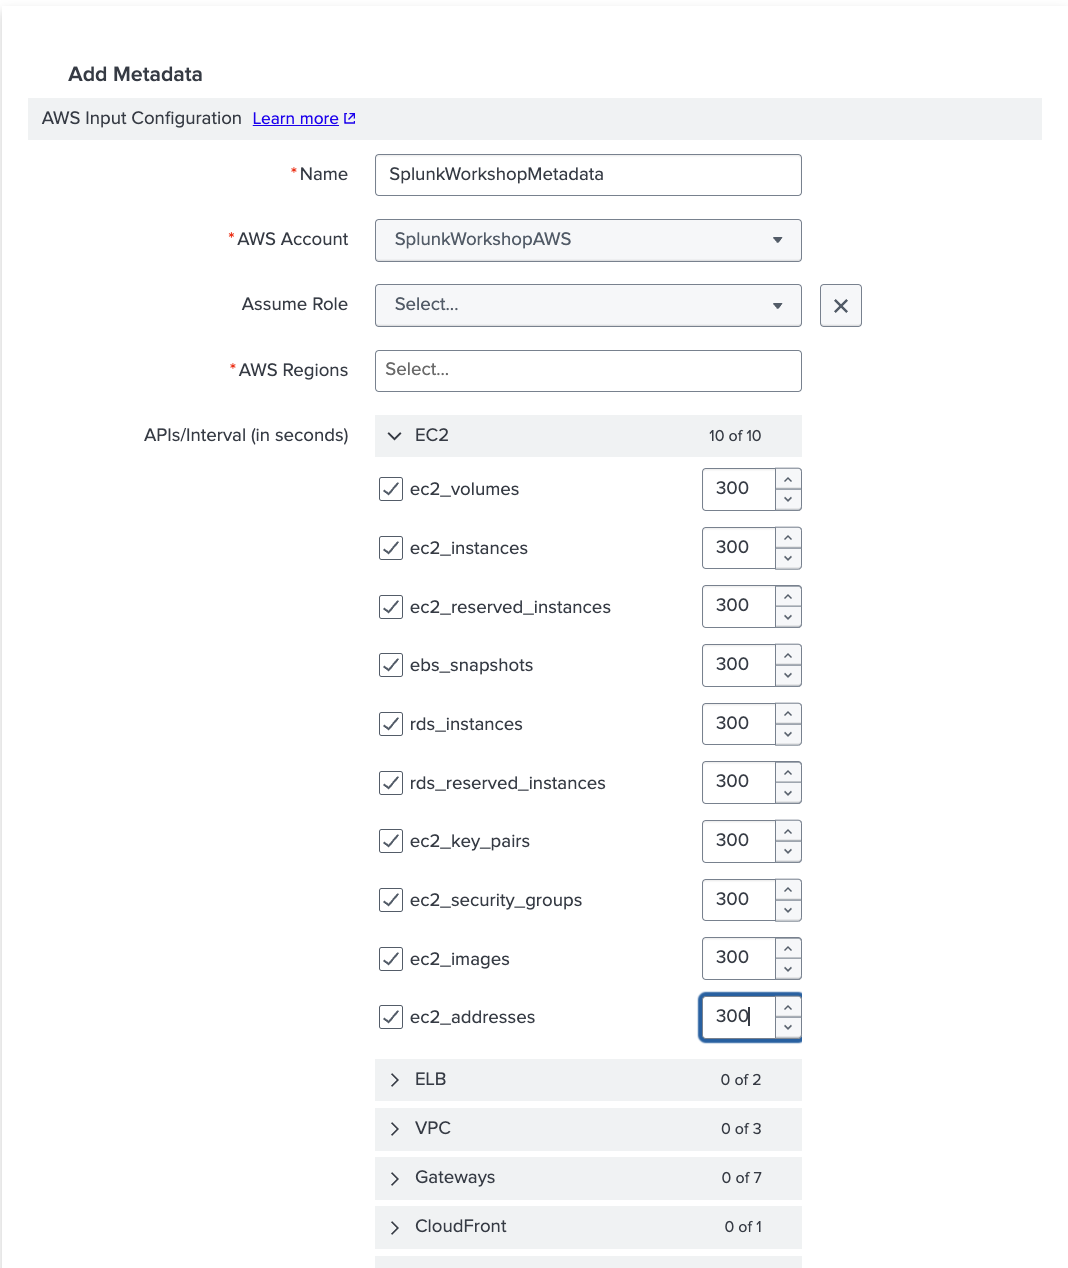 Add Metadata
AWS Input Configuration Learn more
*Name SplunkWorkshopMetadata
*AWS Account SplunkWorkshopAWS
Assume Role Select...
*AWS Regions Select...
APIs/Interval (in seconds) EC2 10 of 10
ec2_volumes 300
ec2_instances 300
ec2_reserved_instances 300
ebs_snapshots 300
rds_instances 300
rds_reserved_instances 300
ec2_key_pairs 300
ec2_security_groups 300
ec2_images 300
ec2_addresses 300
ELB 0 of 2
VPC 0 of 3
Gateways 0 of 7
CloudFront 0 of 1